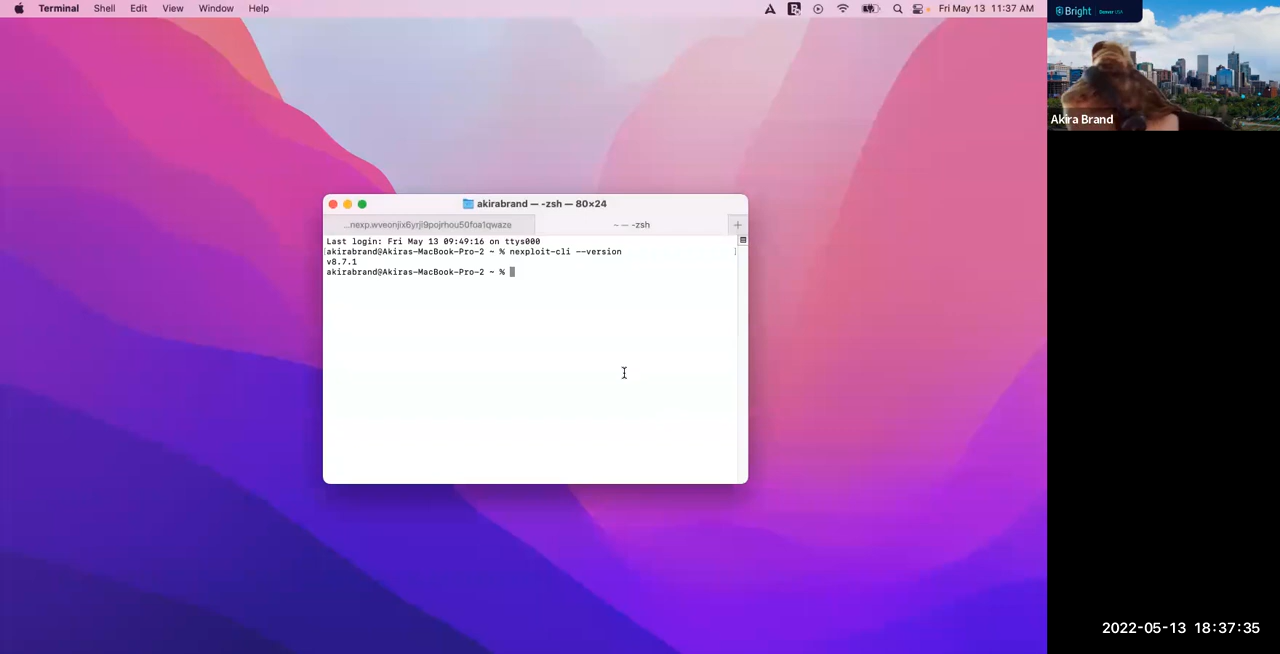 Terminal Shell Edit View Window Help
Fri May 13 11:37 AM
akirabrand — -zsh — 80×24
~ — -zsh
Last login: Fri May 13 09:49:16 on ttys000
akirabrand@Akiras-MacBook-Pro-2 ~ % nexploit-cli --version
v8.7.1
akirabrand@Akiras-MacBook-Pro-2 ~ %
Bright
Denver USA
Akira Brand
2022-05-13 18:37:35